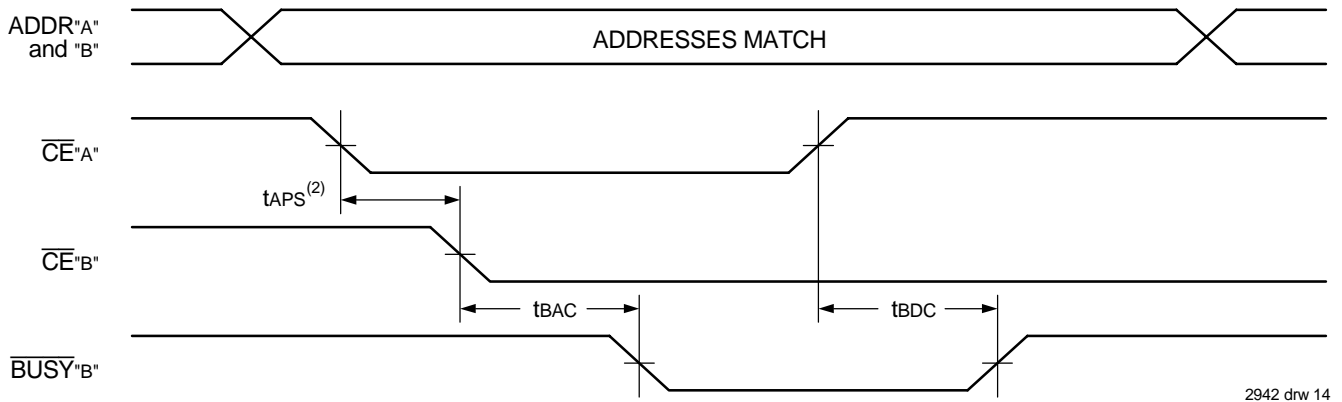 ADDR"A"
and "B"
ADDRESSES MATCH
CE"A"
tAPS(2)
CE"B"
tBAC
tBDC
BUSY"B"
2942 drw 14